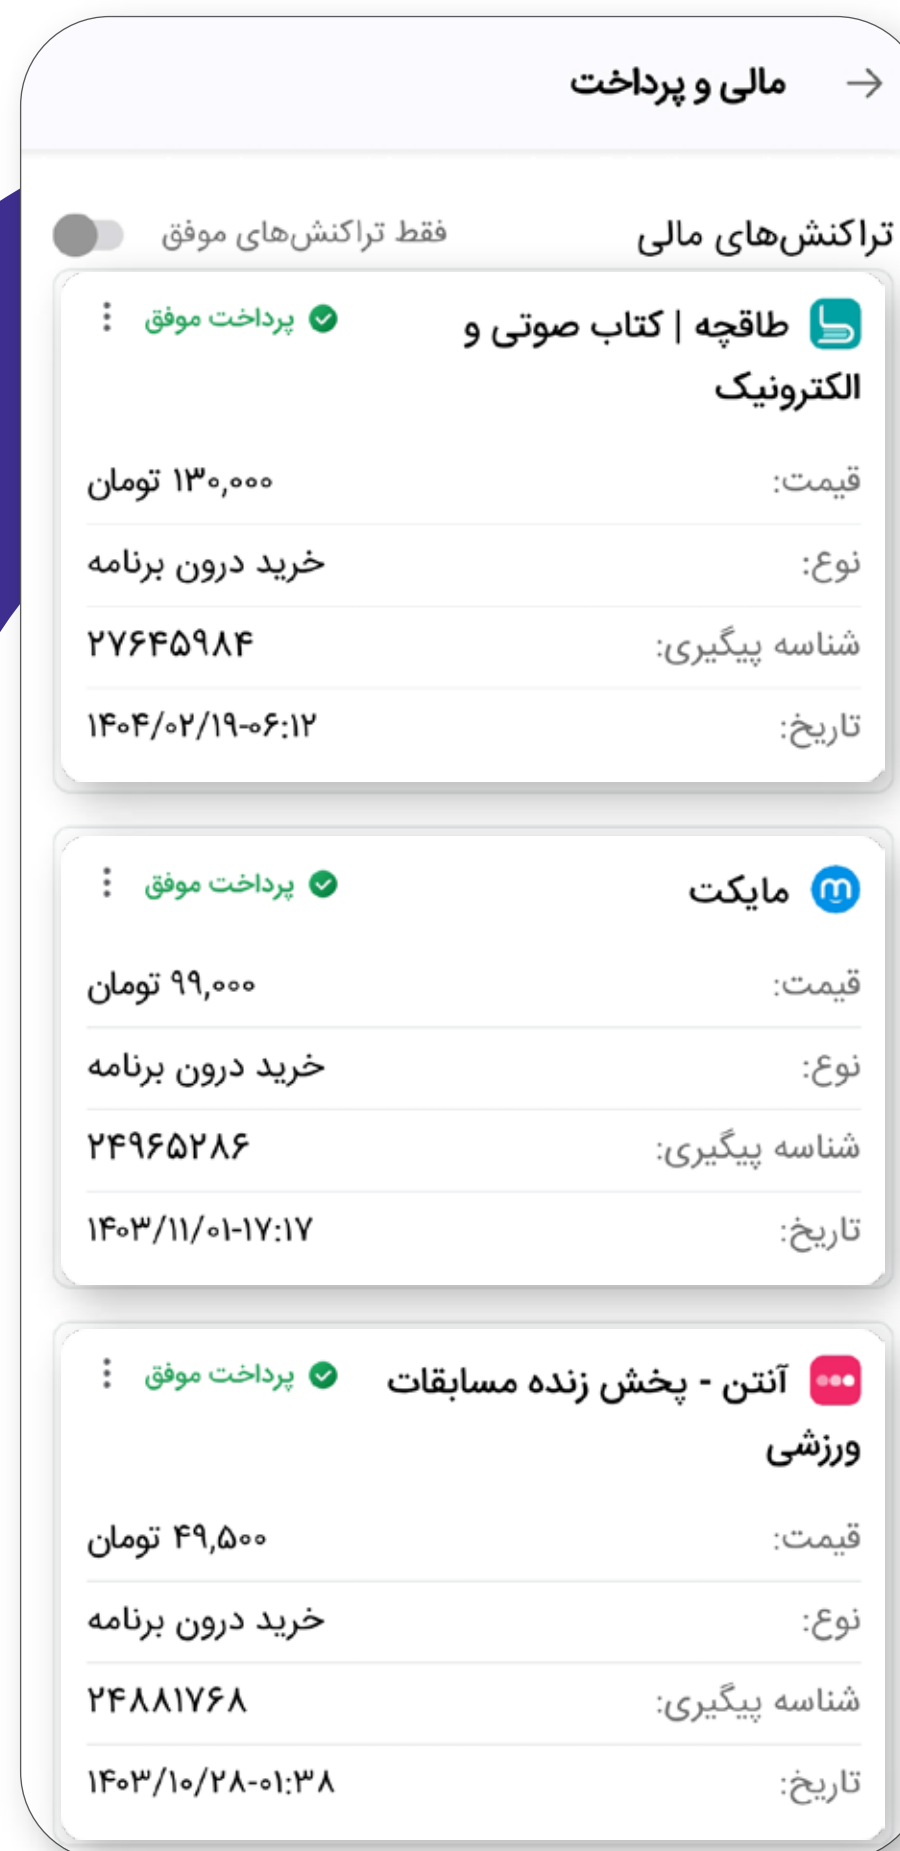 مالی و پرداخت
تراکنش‌های مالی
فقط تراکنش‌های موفق
طاقچه | کتاب صوتی و
الکترونیک
پرداخت موفق
قیمت: ۱۳۰,۰۰۰ تومان
نوع: خرید درون برنامه
شناسه پیگیری: ۲۷۶۴۵۹۸۴
تاریخ: ۱۴۰۴/۰۲/۱۹-۰۶:۱۲
مایکت
پرداخت موفق
قیمت: ۹۹,۰۰۰ تومان
نوع: خرید درون برنامه
شناسه پیگیری: ۲۴۹۶۵۲۸۶
تاریخ: ۱۴۰۳/۱۱/۰۱-۱۷:۱۷
آنتن - پخش زنده مسابقات
ورزشی
پرداخت موفق
قیمت: ۴۹,۵۰۰ تومان
نوع: خرید درون برنامه
شناسه پیگیری: ۲۴۸۸۱۷۶۸
تاریخ: ۱۴۰۳/۱۰/۲۸-۰۱:۳۸